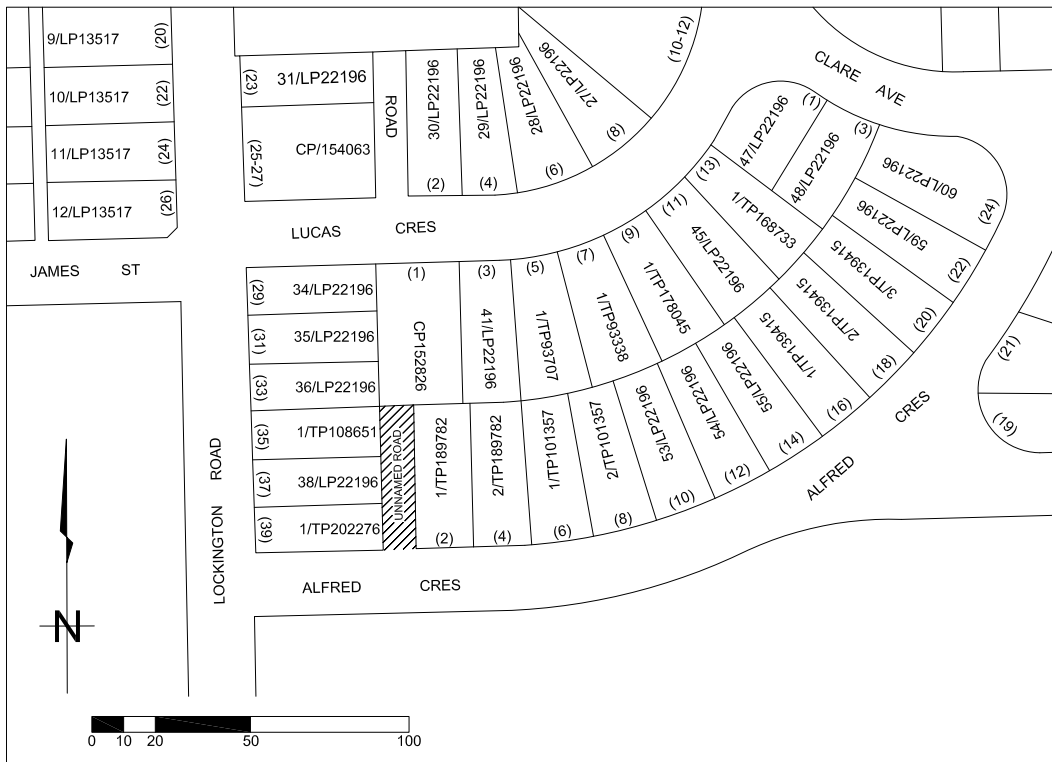 9/LP13517
(20)
10/LP13517
(22)
11/LP13517
(24)
12/LP13517
(26)
(23)
31/LP22196
(25-27)
CP/154063
ROAD
30/LP22196
(2)
29/LP22196
(4)
28/LP22196
(6)
27/LP22196
(8)
(10-12)
CLARE AVE
LUCAS CRES
JAMES ST
47/LP22196
(1)
48/LP22196
(3)
60/LP22196
(24)
59/LP22196
(22)
3/TP139415
(20)
2/TP139415
(18)
1/TP139415
(16)
(13)
1/TP168733
(11)
45/LP22196
(9)
1/TP178045
(7)
1/TP93338
(5)
1/TP93707
(3)
41/LP22196
(1)
CP152826
(29)
34/LP22196
(31)
35/LP22196
(33)
36/LP22196
(35)
1/TP108651
(37)
38/LP22196
(39)
1/TP202276
UNNAMED ROAD
1/TP189782
(2)
2/TP189782
(4)
1/TP101357
(6)
2/TP101357
(8)
53/LP22196
(10)
54/LP22196
(12)
55/LP22196
(14)
(21)
(19)
ALFRED CRES
LOCKINGTON ROAD
ALFRED CRES
N
0 10 20 50 100